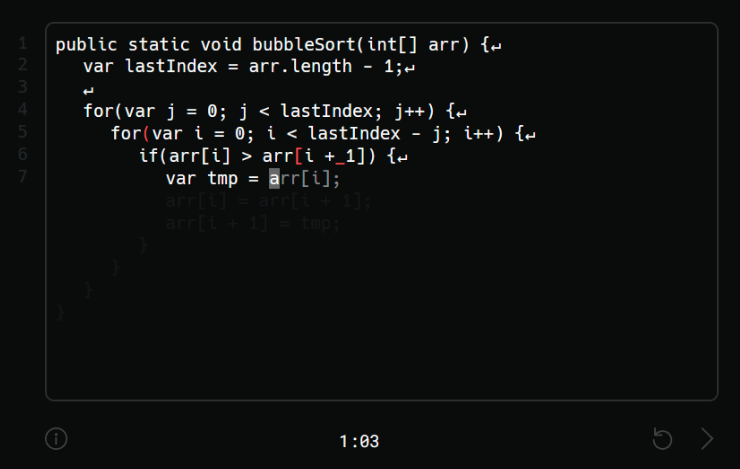 1 public static void bubbleSort(int[] arr) {↵
2 var lastIndex = arr.length - 1;↵
3 ↵
4 for(var j = 0; j < lastIndex; j++) {↵
5 for(var i = 0; i < lastIndex - j; i++) {↵
6 if(arr[i] > arr[i +_1]) {↵
7 var tmp = arr[i];
arr[i] = arr[i + 1];
arr[i + 1] = tmp;
}
}
}
}
1:03